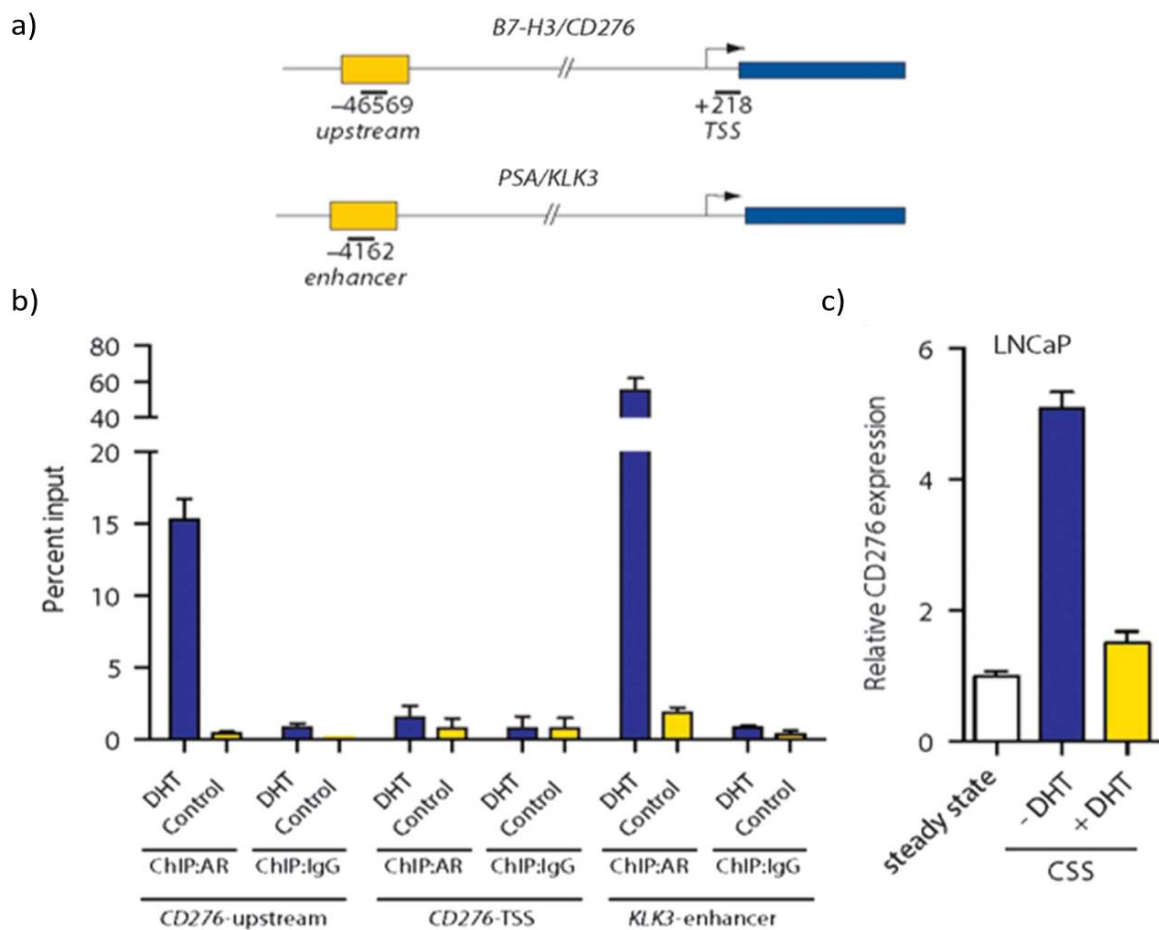 a)
B7-H3/CD276
–46569
upstream
+218
TSS
PSA/KLK3
–4162
enhancer
b)
Percent input
80
60
40
20
15
10
5
0
DHT
Control
DHT
Control
DHT
Control
DHT
Control
DHT
Control
DHT
Control
ChIP:AR
ChIP:IgG
ChIP:AR
ChIP:IgG
ChIP:AR
ChIP:IgG
CD276-upstream
CD276-TSS
KLK3-enhancer
c)
LNCaP
Relative CD276 expression
6
4
2
0
steady state
- DHT
+ DHT
CSS